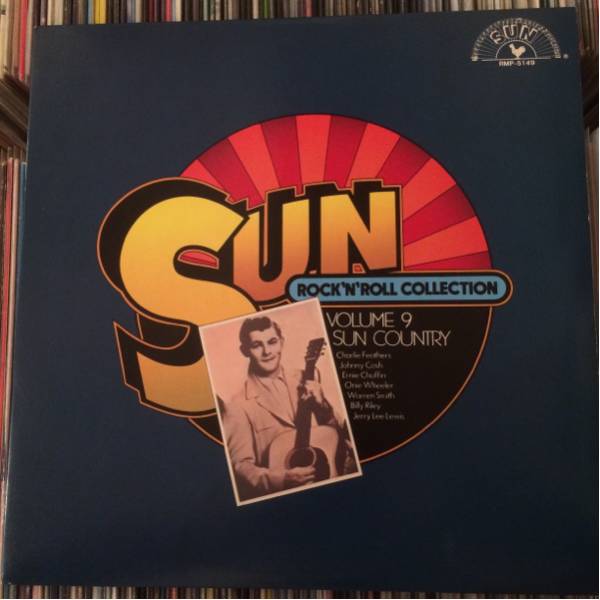 SUN
RMP-5149
SUN
ROCK'N'ROLL COLLECTION
VOLUME 9
SUN COUNTRY
Charlie Feathers
Johnny Cash
Ernie Chaffin
Onie Wheeler
Warren Smith
Billy Riley
Jerry Lee Lewis